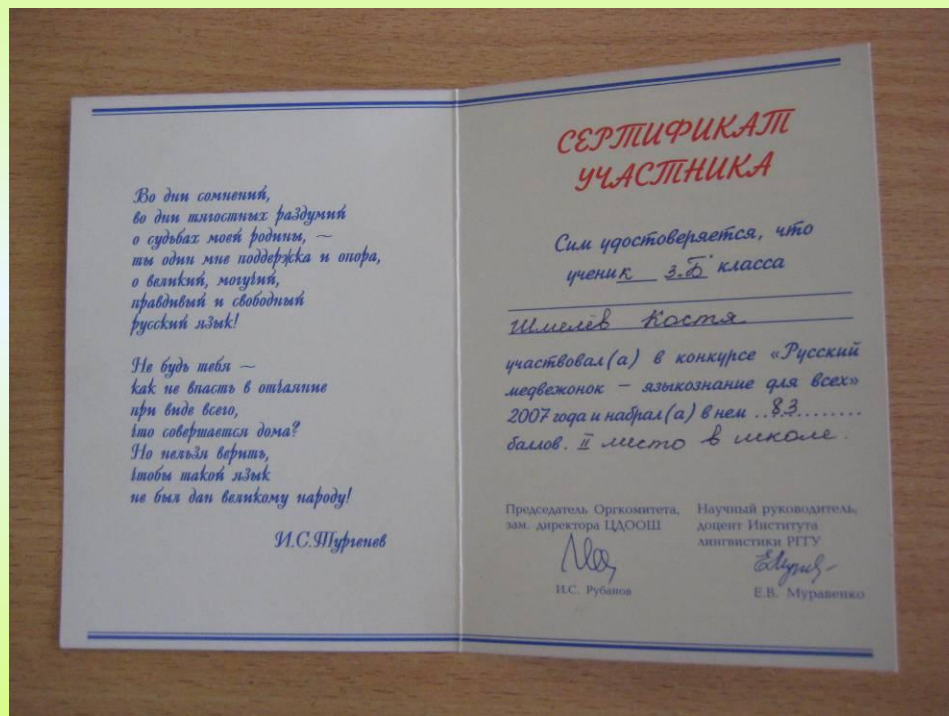 Во дни сомнений,
во дни тягостных раздумий
о судьбах моей родины, —
ты один мне поддержка и опора,
о великий, могучий,
правдивый и свободный
русский язык!
Не будь тебя —
как не впасть в отчаяние
при виде всего,
что совершается дома?
Но нельзя верить,
чтобы такой язык
не был дан великому народу!
И.С.Тургенев
СЕРТИФИКАТ
УЧАСТНИКА
Сим удостоверяется, что
ученик 3 "Б" класса
Шмелёв Костя
участвовал(а) в конкурсе «Русский
медвежонок – языкознание для всех»
2007 года и набрал(а) в нем ..83........
баллов. II место в школе.
Председатель Оргкомитета,
зам. директора ЦДООШ
И.С. Рубанов
Научный руководитель,
доцент Института
лингвистики РГГУ
Е.В. Муравенко